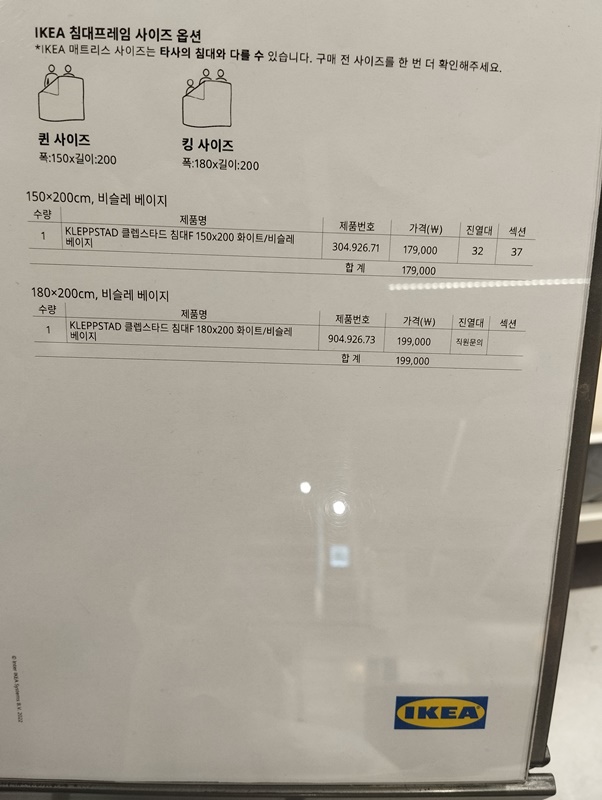 IKEA 침대프레임 사이즈 옵션
*IKEA 매트리스 사이즈는 타사의 침대와 다를 수 있습니다. 구매 전 사이즈를 한 번 더 확인해주세요.
퀸 사이즈
폭:150x길이:200
킹 사이즈
폭:180x길이:200
150×200cm, 비슬레 베이지
수량 제품명 제품번호 가격(₩) 진열대 섹션
1 KLEPPSTAD 클렙스타드 침대F 150x200 화이트/비슬레 베이지 304.926.71 179,000 32 37
합 계 179,000
180×200cm, 비슬레 베이지
수량 제품명 제품번호 가격(₩) 진열대 섹션
1 KLEPPSTAD 클렙스타드 침대F 180x200 화이트/비슬레 베이지 904.926.73 199,000 직원문의
합 계 199,000
IKEA